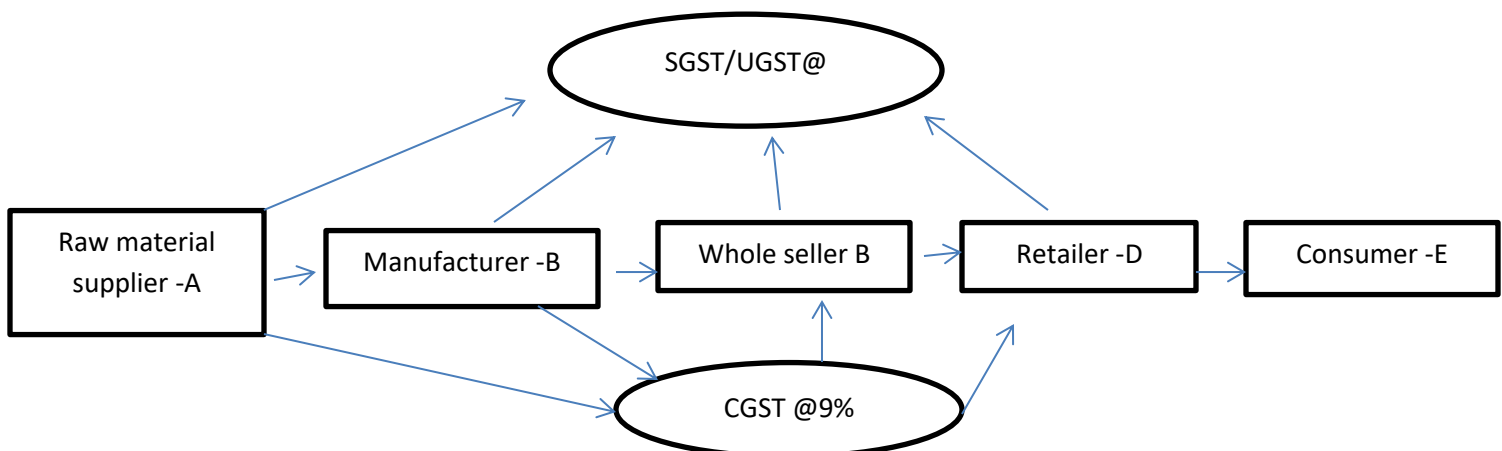 SGST/UGST@
Raw material
supplier -A
Manufacturer -B
Whole seller B
Retailer -D
Consumer -E
CGST @9%